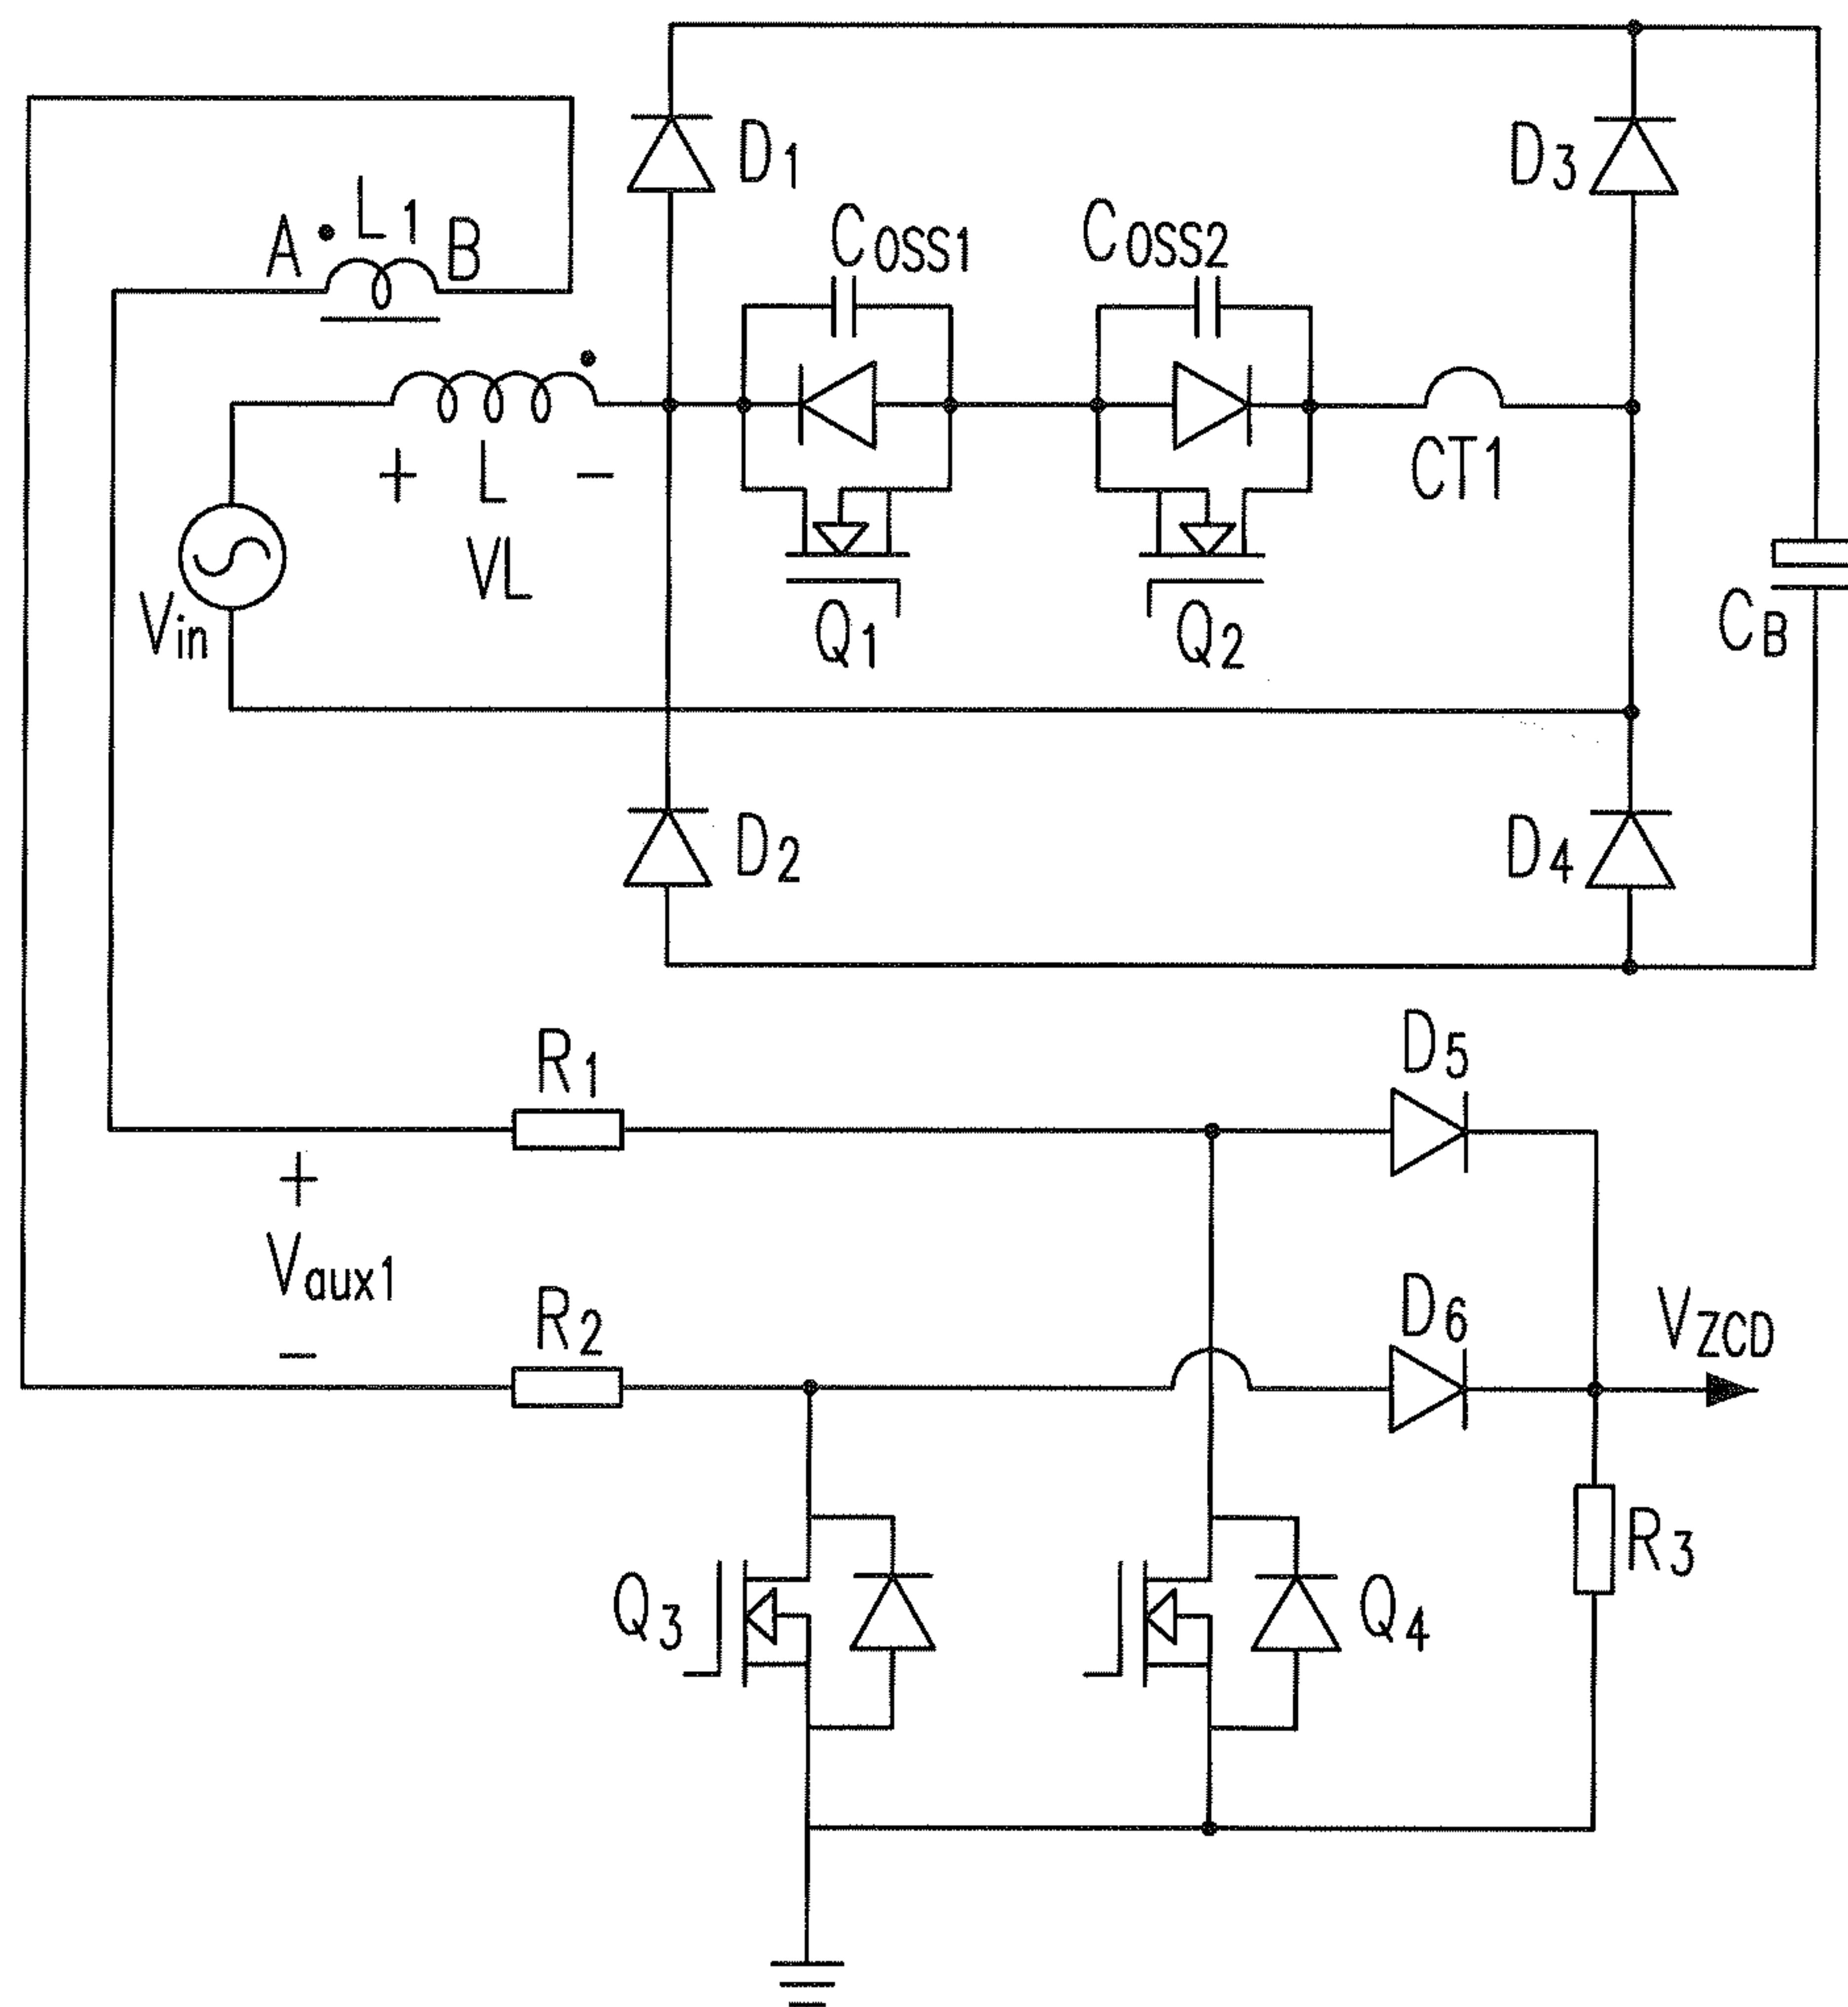 D1
D3
A L1 B
COSS1
COSS2
+ L −
VL
CT1
Vin
Q1
Q2
CB
D2
D4
R1
D5
+
Vaux1
−
R2
D6
VZCD
Q3
Q4
R3